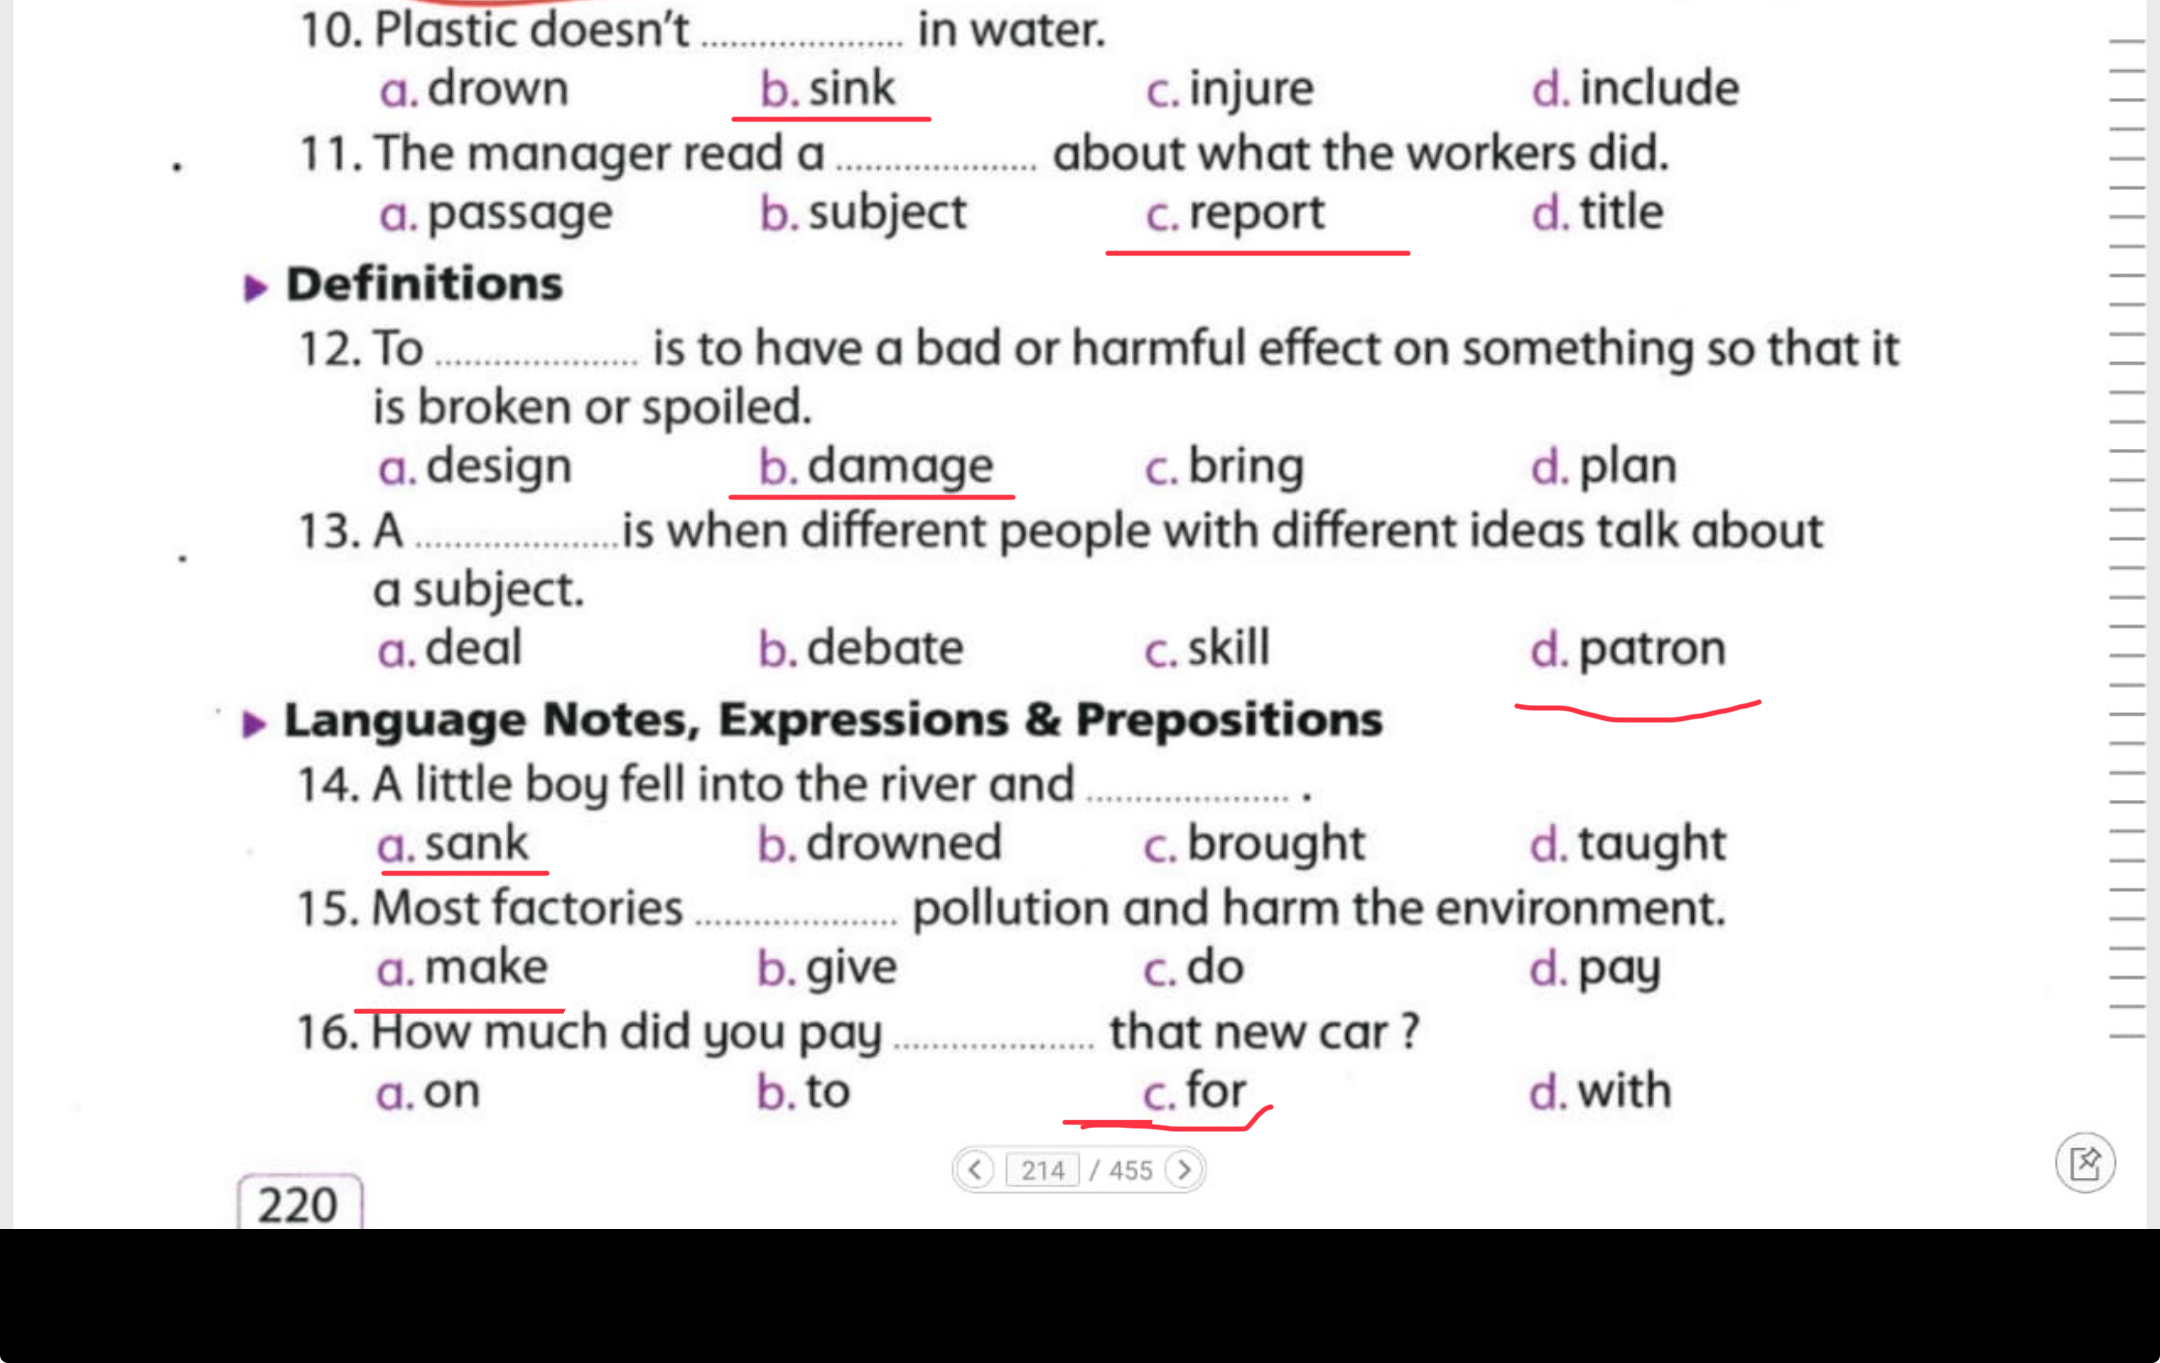 10. Plastic doesn't .................... in water.
a. drown b. sink c. injure d. include
11. The manager read a .................... about what the workers did.
a. passage b. subject c. report d. title
Definitions
12. To .................... is to have a bad or harmful effect on something so that it
is broken or spoiled.
a. design b. damage c. bring d. plan
13. A .................... is when different people with different ideas talk about
a subject.
a. deal b. debate c. skill d. patron
Language Notes, Expressions & Prepositions
14. A little boy fell into the river and .................... .
a. sank b. drowned c. brought d. taught
15. Most factories .................... pollution and harm the environment.
a. make b. give c. do d. pay
16. How much did you pay .................... that new car ?
a. on b. to c. for d. with
214 / 455
220